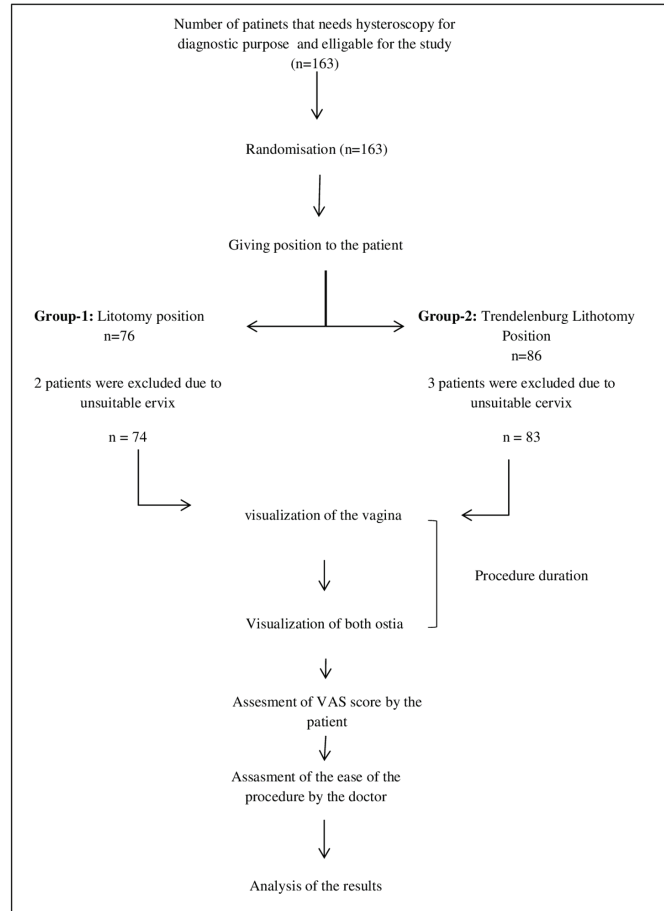 Number of patinets that needs hysteroscopy for
diagnostic purpose and elligable for the study
(n=163)
Randomisation (n=163)
Giving position to the patient
Group-1: Litotomy position
n=76
Group-2: Trendelenburg Lithotomy
Position
n=86
2 patients were excluded due to
unsuitable ervix
n = 74
3 patients were excluded due to
unsuitable cervix
n = 83
visualization of the vagina
Procedure duration
Visualization of both ostia
Assesment of VAS score by the
patient
Assasment of the ease of the
procedure by the doctor
Analysis of the results